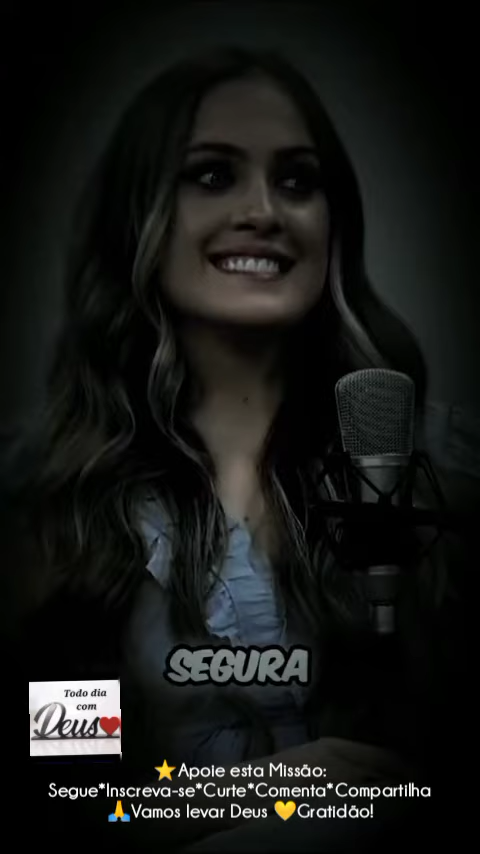 SEGURA
Todo dia
com
Deus
⭐Apoie esta Missão:
Segue*Inscreva-se*Curte*Comenta*Compartilha
🙏Vamos levar Deus 💛Gratidão!